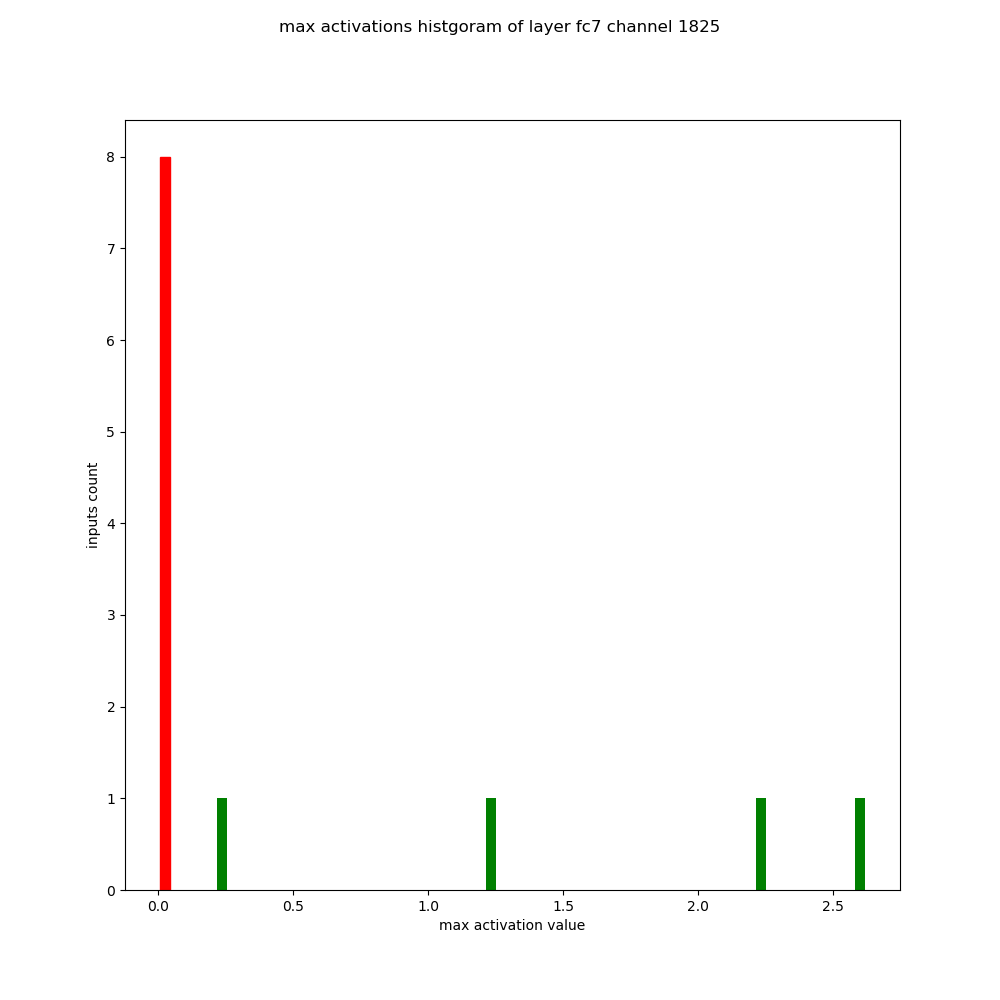 max activations histgoram of layer fc7 channel 1825
8
7
6
5
4
3
2
1
0
inputs count
0.0 0.5 1.0 1.5 2.0 2.5
max activation value